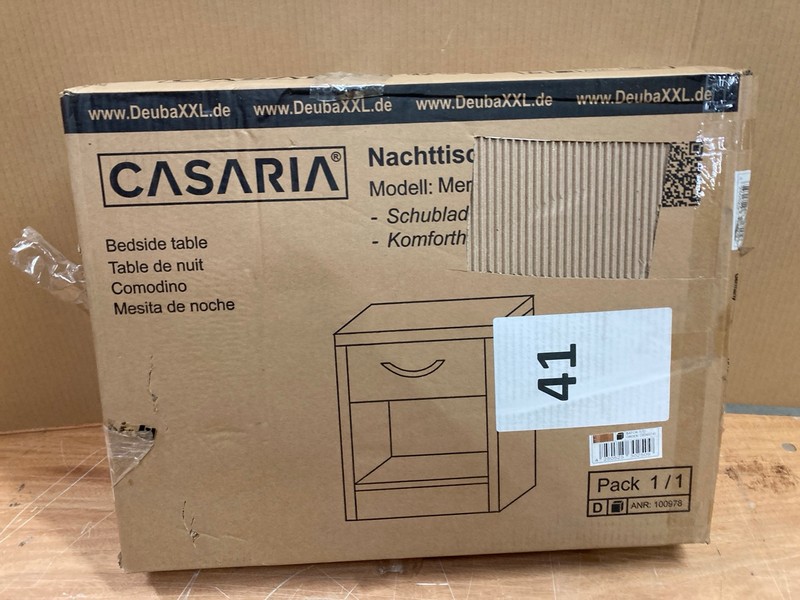 www.DeubaXXL.de www.DeubaXXL.de www.DeubaXXL.de www.DeubaXXL.de
CASARIA®
Nachttisc
Modell: Mer
- Schublad
- Komforth
Bedside table
Table de nuit
Comodino
Mesita de noche
41
Pack 1 / 1
D ANR: 100978